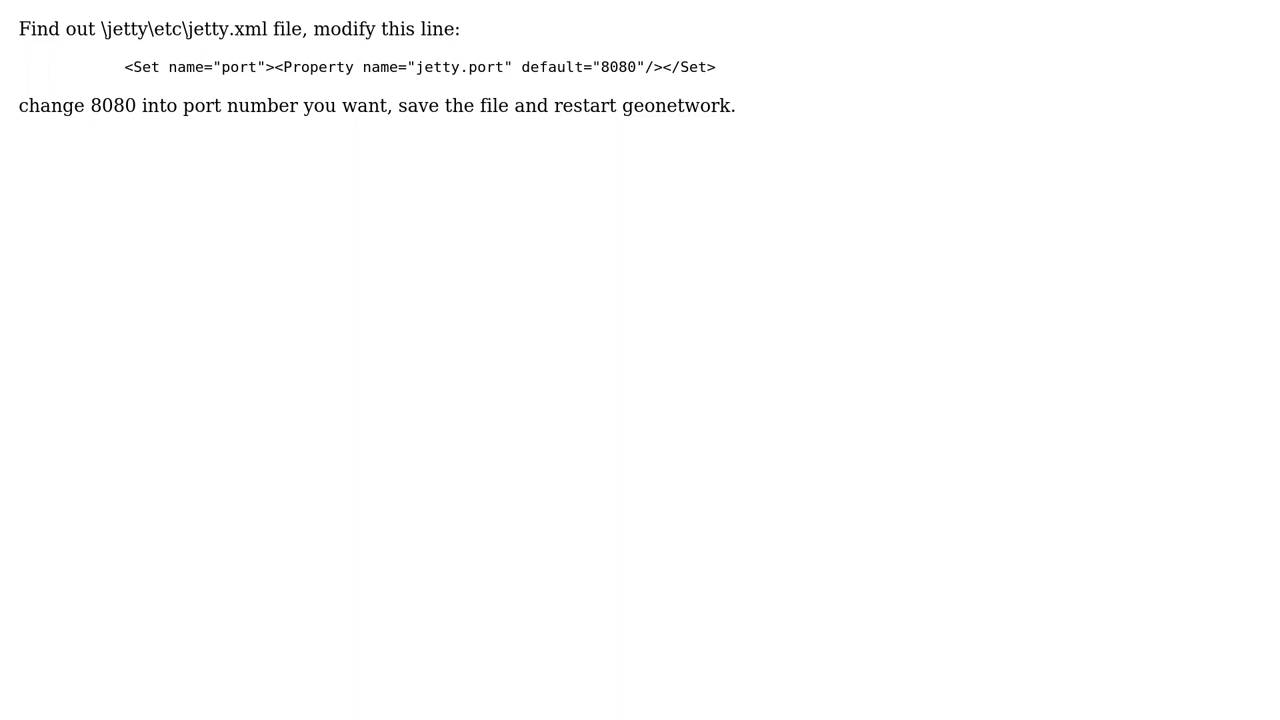 Find out \jetty\etc\jetty.xml file, modify this line:
<Set name="port"><Property name="jetty.port" default="8080"/></Set>
change 8080 into port number you want, save the file and restart geonetwork.